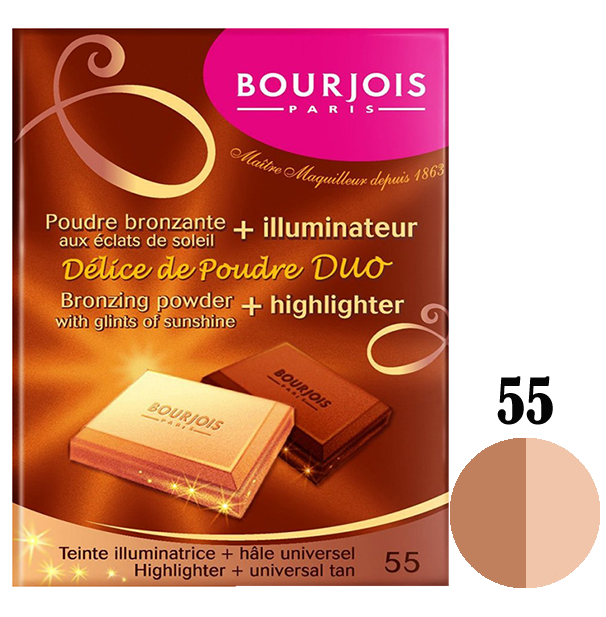 BOURJOIS
PARIS
Maître Maquilleur depuis 1863
Poudre bronzante
aux éclats de soleil
+ illuminateur
Délice de Poudre DUO
Bronzing powder
with glints of sunshine
+ highlighter
BOURJOIS
PARIS
BOURJOIS
PARIS
55
Teinte illuminatrice + hâle universel
Highlighter + universal tan
55